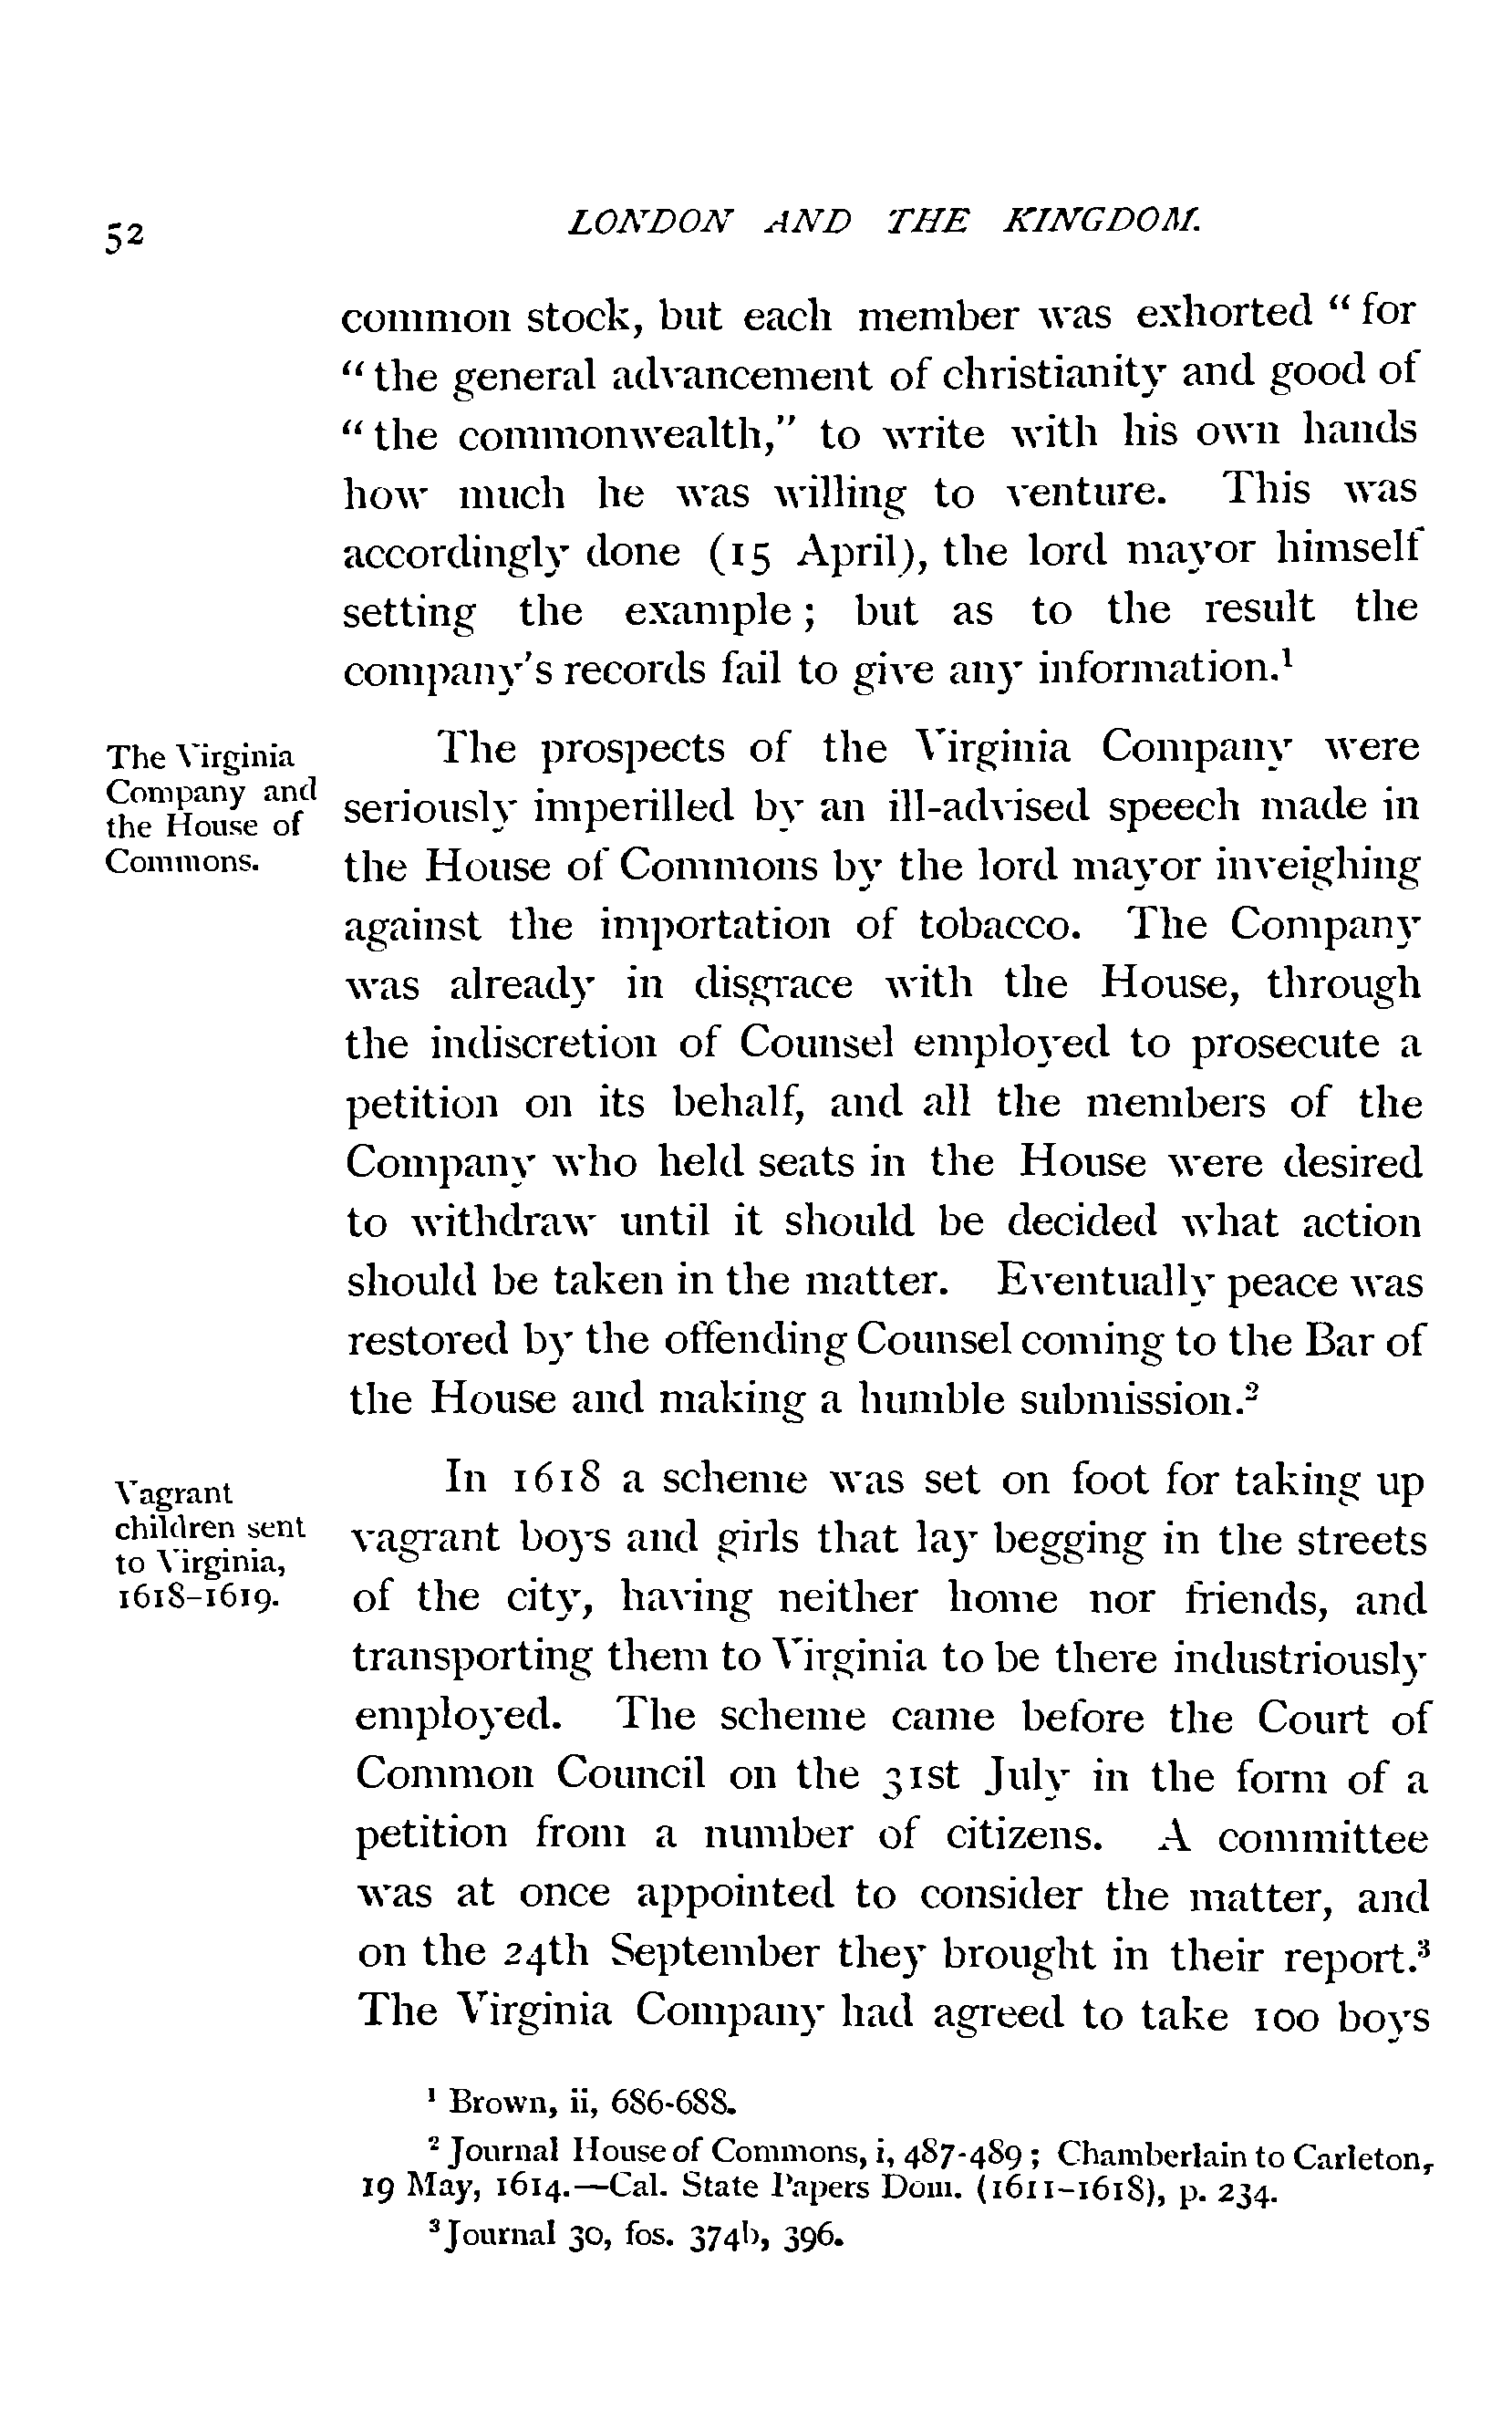 52
LONDON AND THE KINGDOM.
common stock, but each member was exhorted “ for
“ the general advancement of christianity and good of
“ the commonwealth,” to write with his own hands
how much he was willing to venture. This was
accordingly done (15 April), the lord mayor himself
setting the example ; but as to the result the
company's records fail to give any information.¹
The Virginia
Company and
the House of
Commons.
The prospects of the Virginia Company were
seriously imperilled by an ill-advised speech made in
the House of Commons by the lord mayor inveighing
against the importation of tobacco. The Company
was already in disgrace with the House, through
the indiscretion of Counsel employed to prosecute a
petition on its behalf, and all the members of the
Company who held seats in the House were desired
to withdraw until it should be decided what action
should be taken in the matter. Eventually peace was
restored by the offending Counsel coming to the Bar of
the House and making a humble submission.²
Vagrant
children sent
to Virginia,
1618-1619.
In 1618 a scheme was set on foot for taking up
vagrant boys and girls that lay begging in the streets
of the city, having neither home nor friends, and
transporting them to Virginia to be there industriously
employed. The scheme came before the Court of
Common Council on the 31st July in the form of a
petition from a number of citizens. A committee
was at once appointed to consider the matter, and
on the 24th September they brought in their report.³
The Virginia Company had agreed to take 100 boys
¹ Brown, ii, 686-688.
² Journal House of Commons, i, 487-489 ; Chamberlain to Carleton,
19 May, 1614.—Cal. State Papers Dom. (1611-1618), p. 234.
³ Journal 30, fos. 374b, 396.